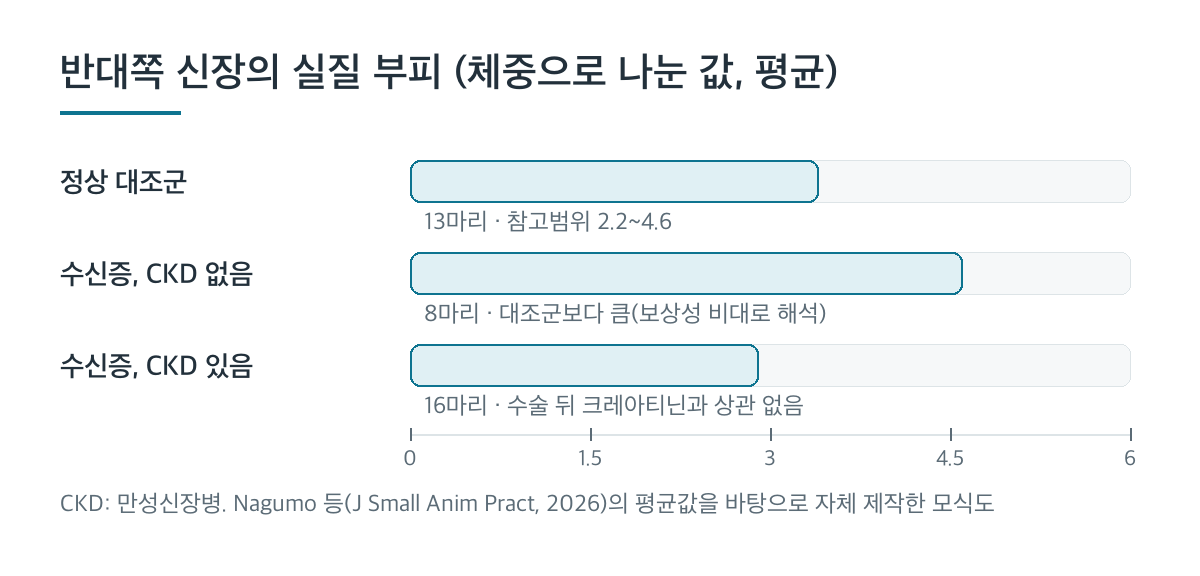 반대쪽 신장의 실질 부피 (체중으로 나눈 값, 평균)
정상 대조군
13마리 · 참고범위 2.2~4.6
수신증, CKD 없음
8마리 · 대조군보다 큼(보상성 비대로 해석)
수신증, CKD 있음
16마리 · 수술 뒤 크레아티닌과 상관 없음
0 1.5 3 4.5 6
CKD: 만성신장병. Nagumo 등(J Small Anim Pract, 2026)의 평균값을 바탕으로 자체 제작한 모식도